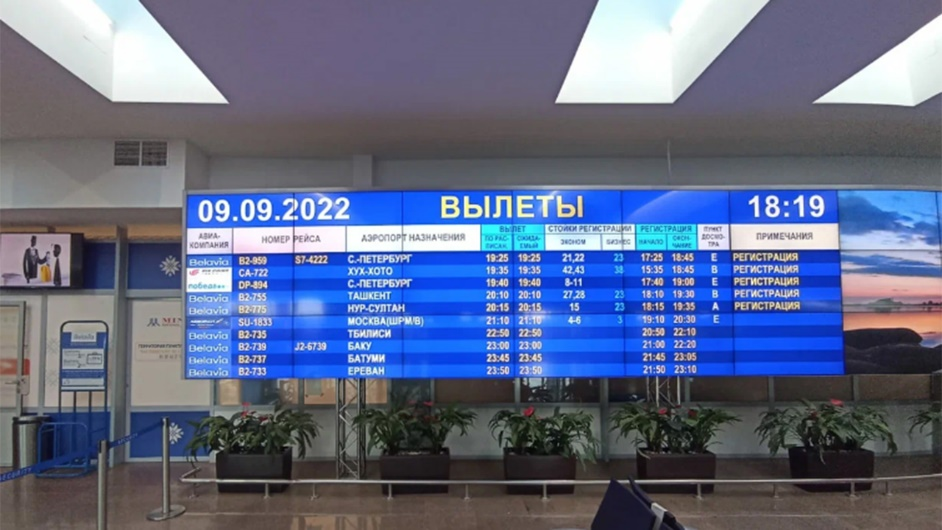 09.09.2022 ВЫЛЕТЫ 18:19
АВИА-КОМПАНИЯ НОМЕР РЕЙСА АЭРОПОРТ НАЗНАЧЕНИЯ ВЫЛЕТ ПО РАС-ПИСАН. ОЖИДА-ЕМЫЙ СТОЙКИ РЕГИСТРАЦИИ ЭКОНОМ БИЗНЕС РЕГИСТРАЦИЯ НАЧАЛО ОКОН-ЧАНИЕ ПУНКТ ДОСМО-ТРА ПРИМЕЧАНИЯ
Belavia B2-959 S7-4222 С.-ПЕТЕРБУРГ 19:25 19:25 21,22 23 17:25 18:45 E РЕГИСТРАЦИЯ
CA-722 ХУХ-ХОТО 19:35 19:35 42,43 38 15:35 18:45 B РЕГИСТРАЦИЯ
победа DP-894 С.-ПЕТЕРБУРГ 19:40 19:40 8-11 17:40 19:00 E РЕГИСТРАЦИЯ
Belavia B2-755 ТАШКЕНТ 20:10 20:10 27,28 23 18:10 19:30 B РЕГИСТРАЦИЯ
Belavia B2-775 НУР-СУЛТАН 20:15 20:15 15 23 18:15 19:35 A РЕГИСТРАЦИЯ
SU-1833 МОСКВА(ШРМ/B) 21:10 21:10 4-6 3 19:10 20:30 E
Belavia B2-735 ТБИЛИСИ 22:50 22:50 20:50 22:10
Belavia B2-739 J2-6739 БАКУ 23:00 23:00 21:00 22:20
Belavia B2-737 БАТУМИ 23:45 23:45 21:45 23:05
Belavia B2-733 ЕРЕВАН 23:50 23:50 21:50 23:10